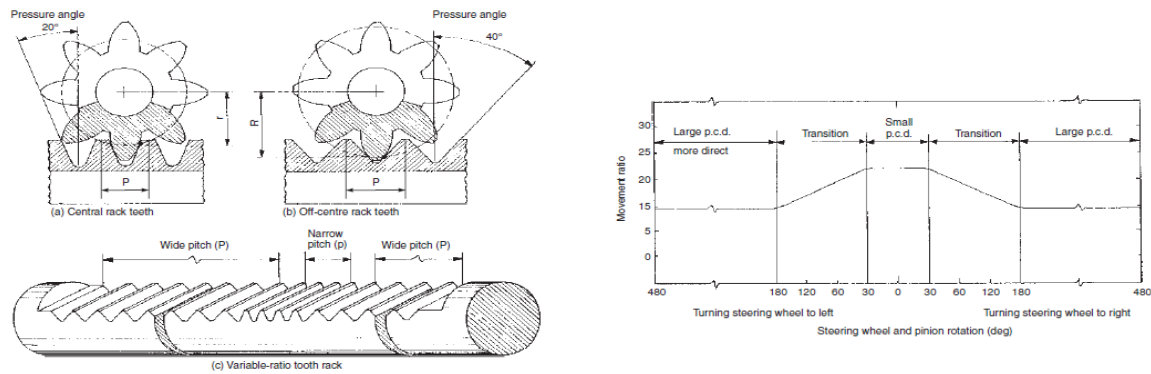 Pressure angle
20°
r
P
(a) Central rack teeth
Pressure angle
40°
R
P
(b) Off-centre rack teeth
Wide pitch (P)
Narrow
pitch (p)
Wide pitch (P)
(c) Variable-ratio tooth rack
Movement ratio
30
25
20
15
5
0
Large p.c.d.
more direct
Transition
Small
p.c.d.
Transition
Large p.c.d.
480 180 120 60 30 0 30 60 120 180 480
Turning steering wheel to left
Turning steering wheel to right
Steering wheel and pinion rotation (deg)